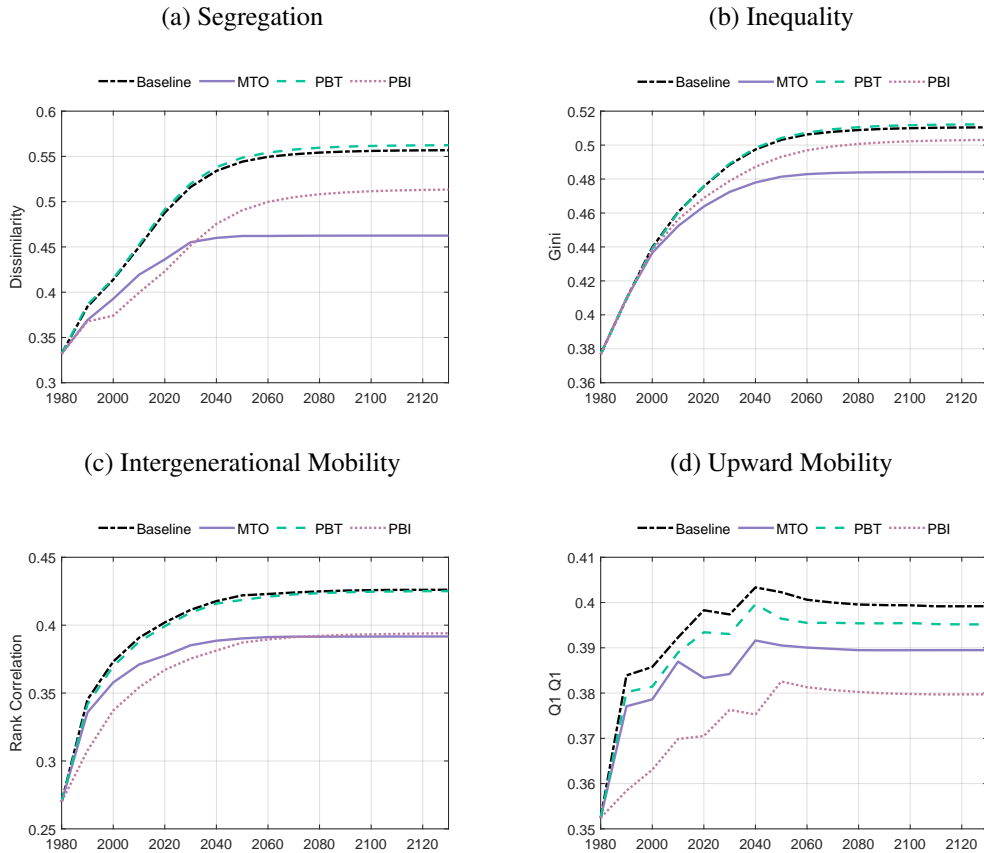 (a) Segregation
Baseline MTO PBT PBI
0.6
0.55
0.5
0.45
0.4
0.35
0.3
Dissimilarity
1980 2000 2020 2040 2060 2080 2100 2120
(b) Inequality
Baseline MTO PBT PBI
0.52
0.5
0.48
0.46
0.44
0.42
0.4
0.38
0.36
Gini
1980 2000 2020 2040 2060 2080 2100 2120
(c) Intergenerational Mobility
Baseline MTO PBT PBI
0.45
0.4
0.35
0.3
0.25
Rank Correlation
1980 2000 2020 2040 2060 2080 2100 2120
(d) Upward Mobility
Baseline MTO PBT PBI
0.41
0.4
0.39
0.38
0.37
0.36
0.35
Q1 Q1
1980 2000 2020 2040 2060 2080 2100 2120